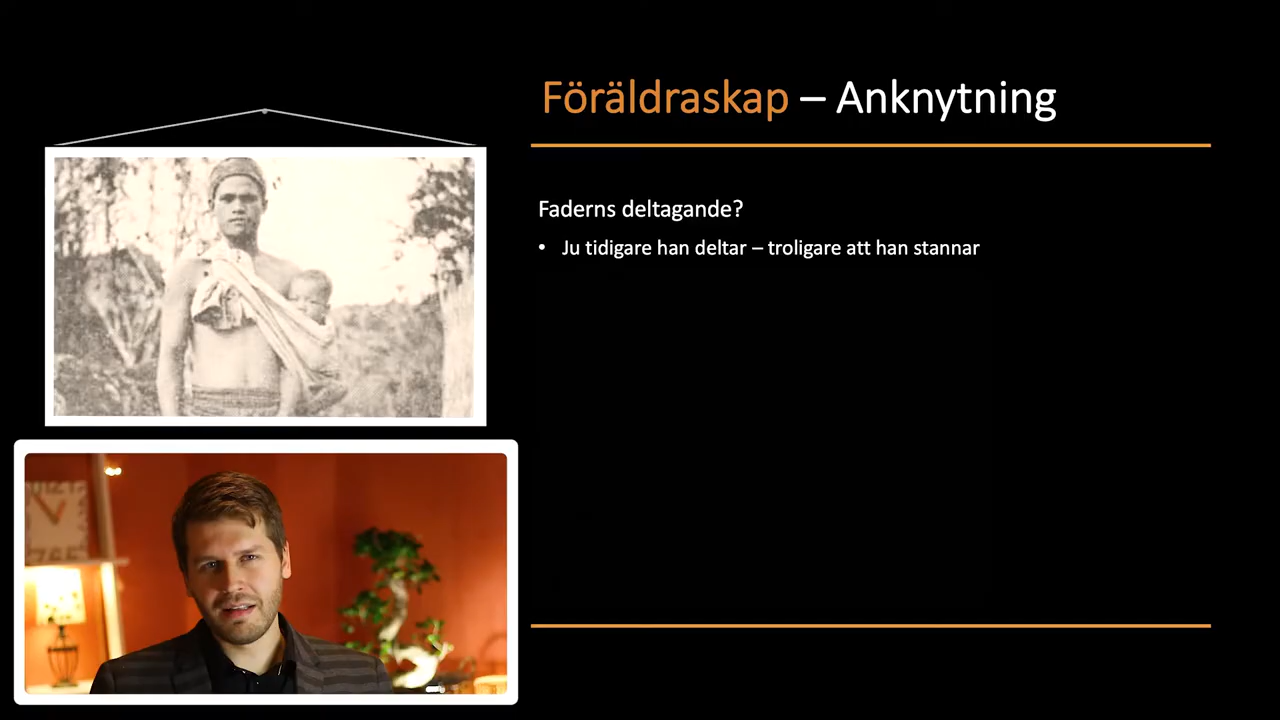 Föräldraskap – Anknytning
Faderns deltagande?
• Ju tidigare han deltar – troligare att han stannar